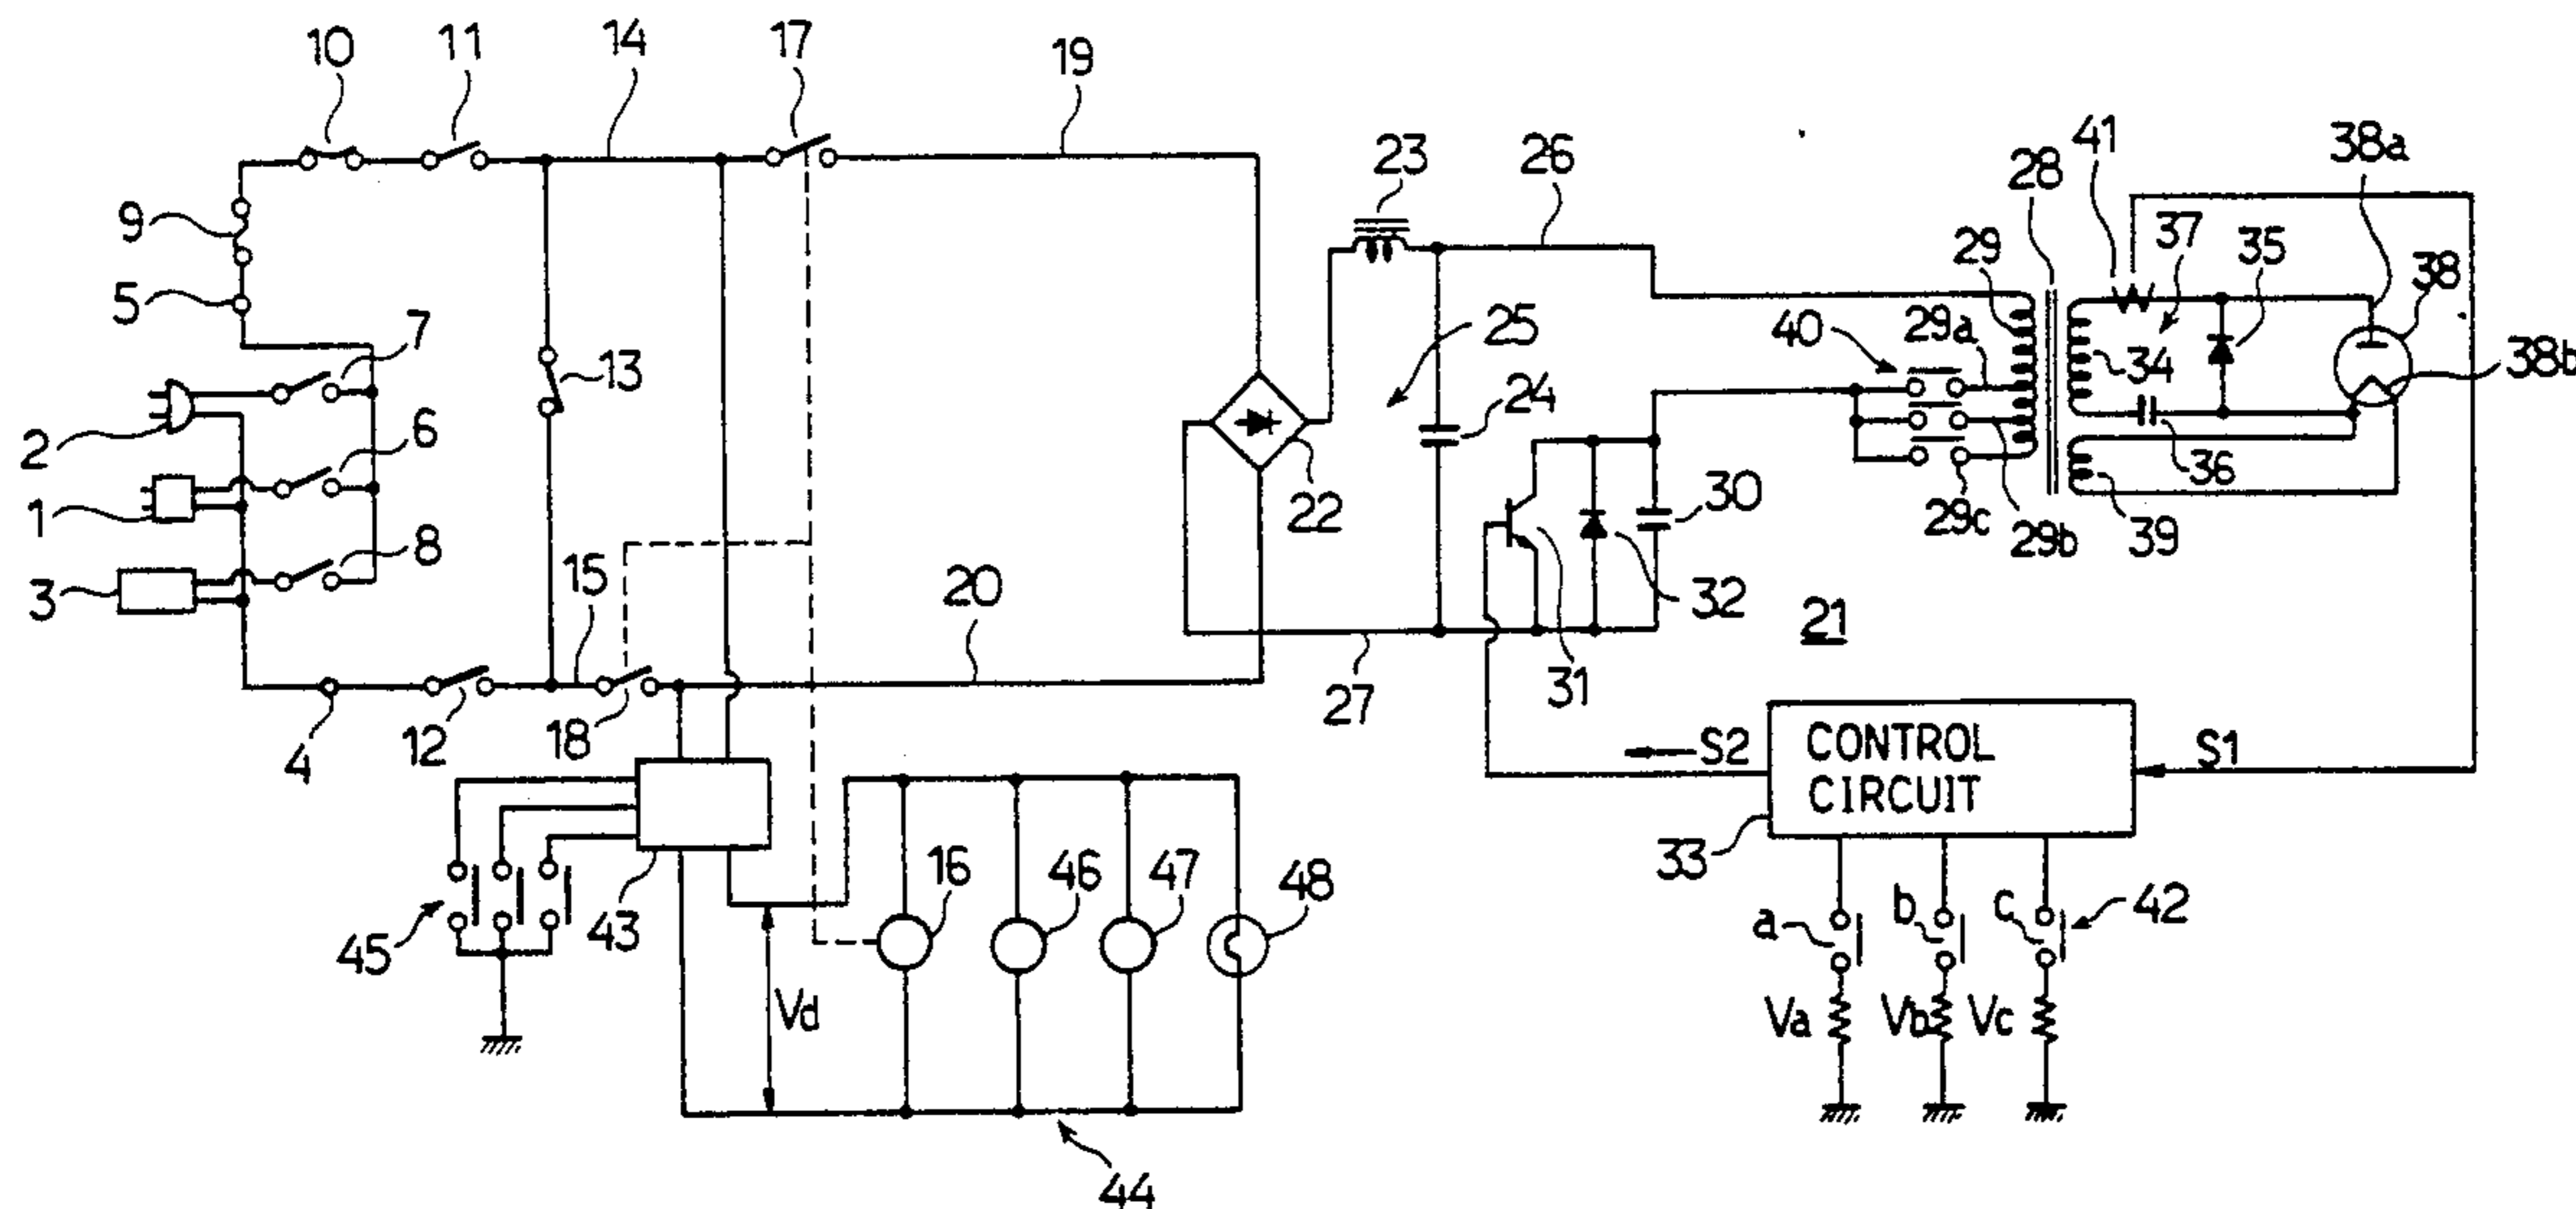 10 11 14 17 19
23 26 28 41 38a
9 29 37 35 38
5 7 13 25 40 29a 34 38b
2 6 24
1 22 30 29c 29b 36 39
3 8 15 20 32 21
4 12 18 27 31
CONTROL
CIRCUIT
S2 S1
33
45 43 16 46 47 48
a b c 42
Vd Va Vb Vc
44